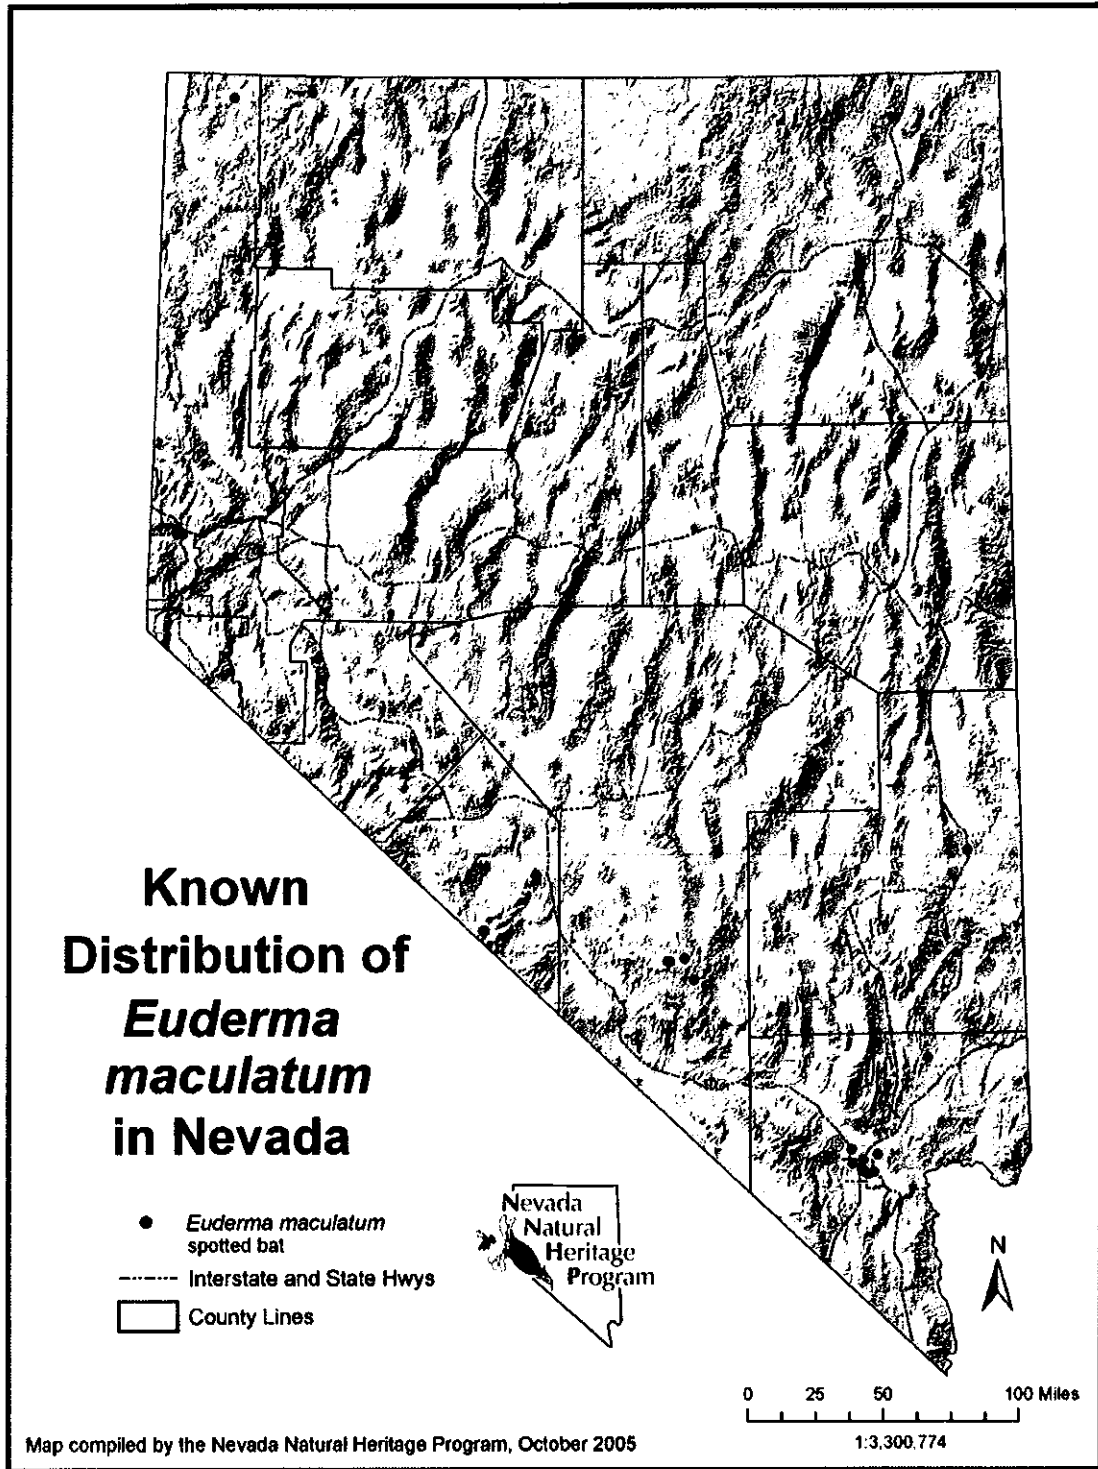 Known
Distribution of
Euderma
maculatum
in Nevada
Euderma maculatum
spotted bat
Interstate and State Hwys
County Lines
Nevada
Natural
Heritage
Program
N
0 25 50 100 Miles
1:3,300,774
Map compiled by the Nevada Natural Heritage Program, October 2005